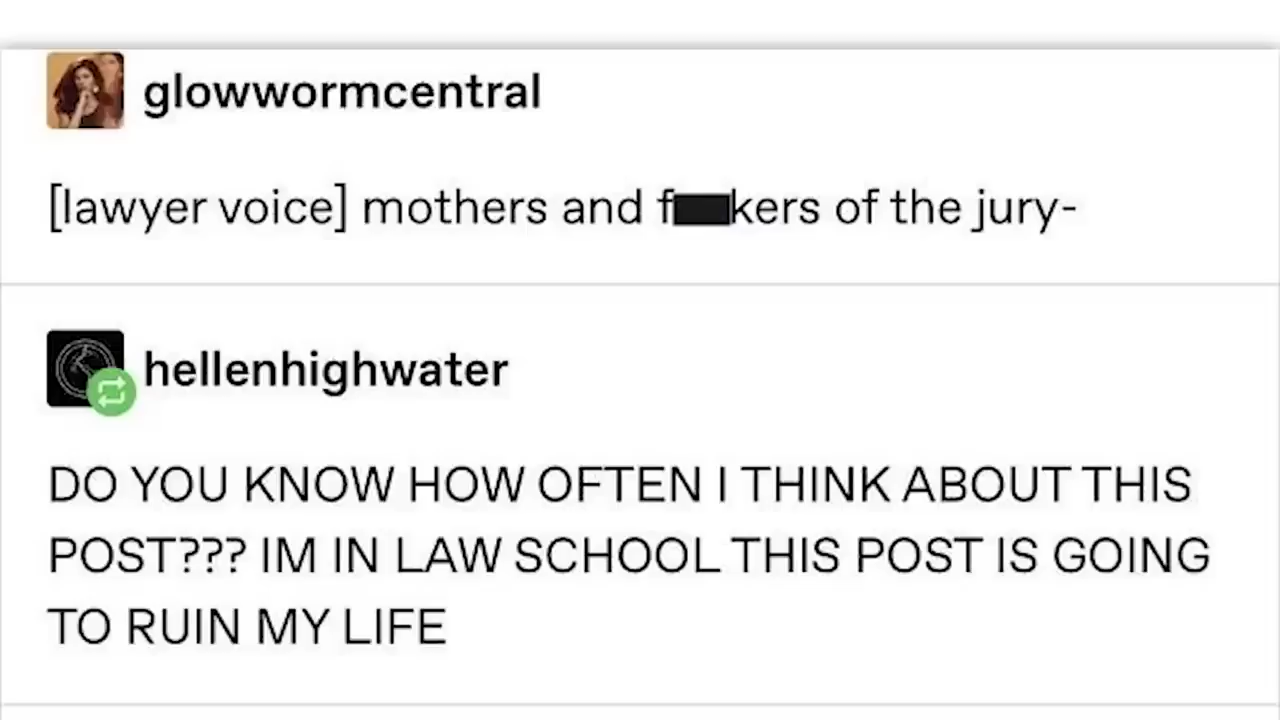 glowwormcentral
[lawyer voice] mothers and f██kers of the jury-
hellenhighwater
DO YOU KNOW HOW OFTEN I THINK ABOUT THIS
POST??? IM IN LAW SCHOOL THIS POST IS GOING
TO RUIN MY LIFE